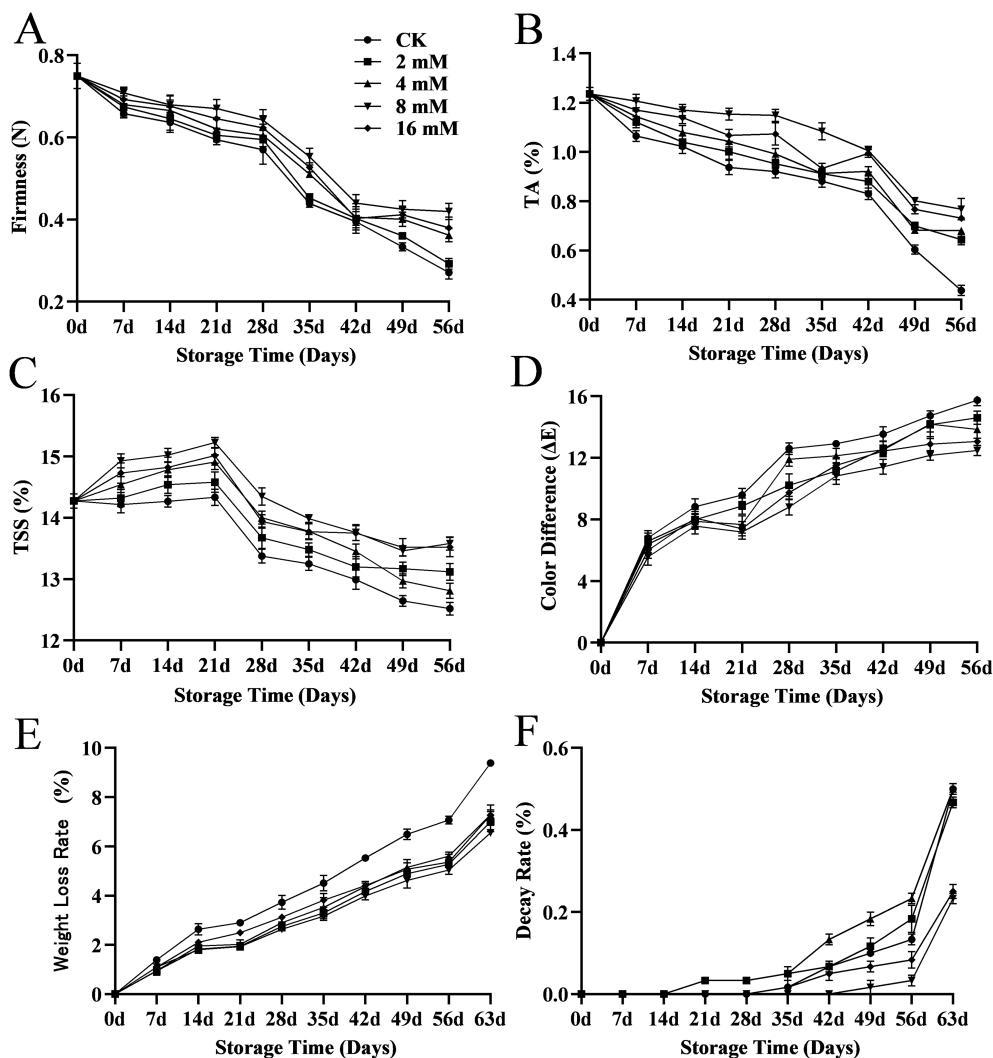 A
CK
2 mM
4 mM
8 mM
16 mM
0.8
0.6
0.4
0.2
Firmness (N)
0d 7d 14d 21d 28d 35d 42d 49d 56d
Storage Time (Days)
B
1.4
1.2
1.0
0.8
0.6
0.4
TA (%)
0d 7d 14d 21d 28d 35d 42d 49d 56d
Storage Time (Days)
C
16
15
14
13
12
TSS (%)
0d 7d 14d 21d 28d 35d 42d 49d 56d
Storage Time (Days)
D
16
12
8
4
0
Color Difference (ΔE)
0d 7d 14d 21d 28d 35d 42d 49d 56d
Storage Time (Days)
E
10
8
6
4
2
0
Weight Loss Rate (%)
0d 7d 14d 21d 28d 35d 42d 49d 56d 63d
Storage Time (Days)
F
0.6
0.4
0.2
0.0
Decay Rate (%)
0d 7d 14d 21d 28d 35d 42d 49d 56d 63d
Storage Time (Days)